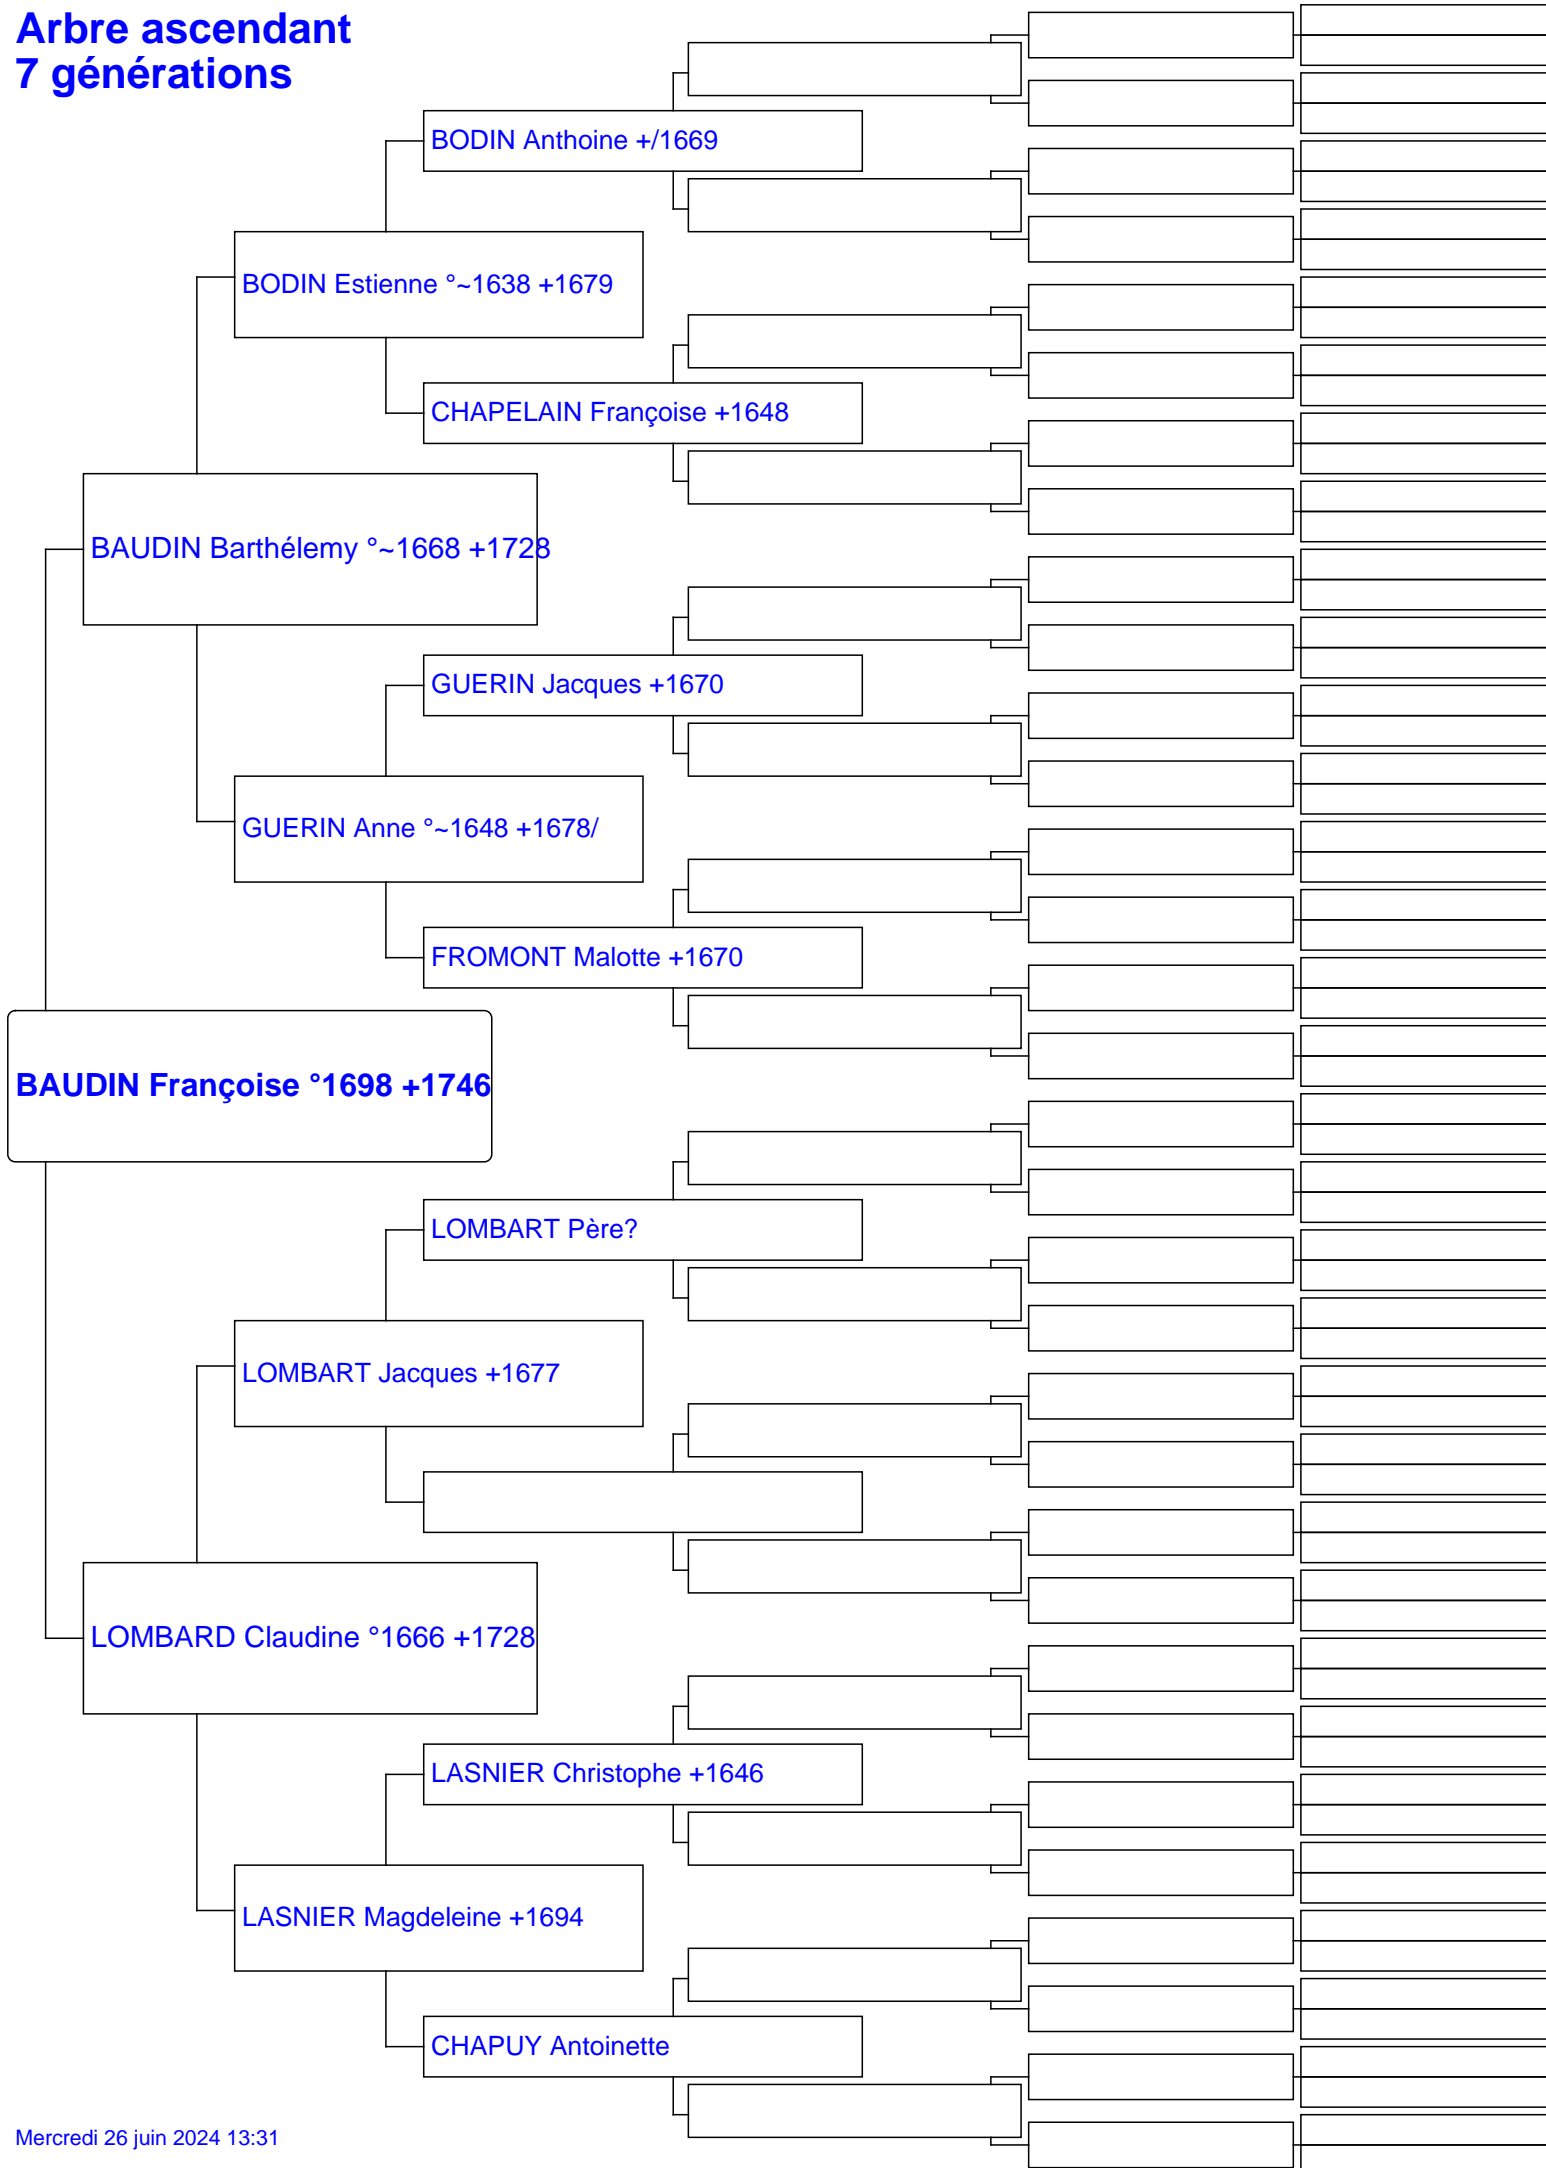 Arbre ascendant
7 générations
BODIN Anthoine +/1669
BODIN Estienne °~1638 +1679
CHAPELAIN Françoise +1648
BAUDIN Barthélemy °~1668 +1728
GUERIN Jacques +1670
GUERIN Anne °~1648 +1678/
FROMONT Malotte +1670
BAUDIN Françoise °1698 +1746
LOMBART Père?
LOMBART Jacques +1677
LOMBARD Claudine °1666 +1728
LASNIER Christophe +1646
LASNIER Magdeleine +1694
CHAPUY Antoinette
Mercredi 26 juin 2024 13:31